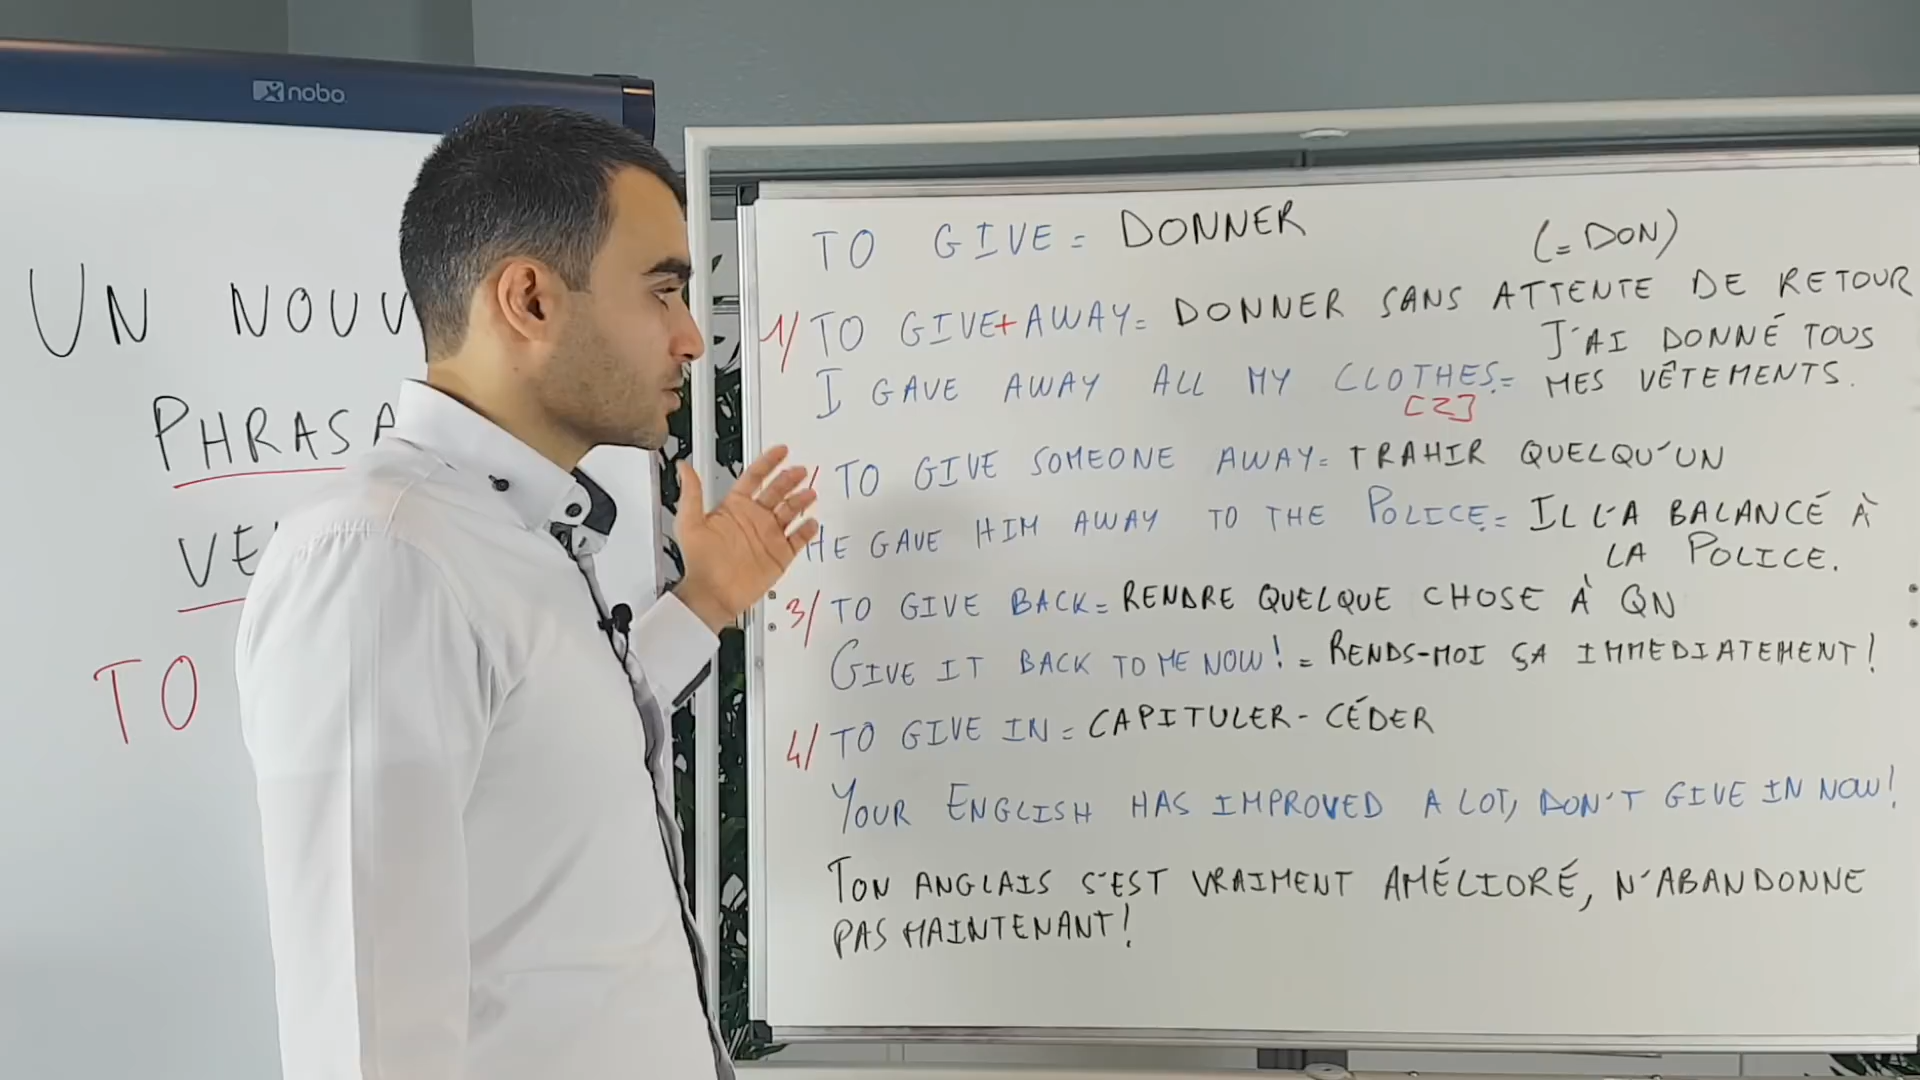 nobo
UN NOUV
PHRASA
VE
TO
TO GIVE = DONNER (= DON)
1/ TO GIVE + AWAY = DONNER SANS ATTENTE DE RETOUR
I GAVE AWAY ALL MY CLOTHES. = J'AI DONNÉ TOUS
[Z] MES VÊTEMENTS.
/ TO GIVE SOMEONE AWAY = TRAHIR QUELQU'UN
HE GAVE HIM AWAY TO THE POLICE. = IL L'A BALANCÉ À
LA POLICE.
3/ TO GIVE BACK = RENDRE QUELQUE CHOSE À QN
GIVE IT BACK TO ME NOW! = RENDS-MOI ÇA IMMEDIATEMENT!
4/ TO GIVE IN = CAPITULER - CÉDER
YOUR ENGLISH HAS IMPROVED A LOT, DON'T GIVE IN NOW!
TON ANGLAIS S'EST VRAIMENT AMÉLIORÉ, N'ABANDONNE
PAS MAINTENANT!